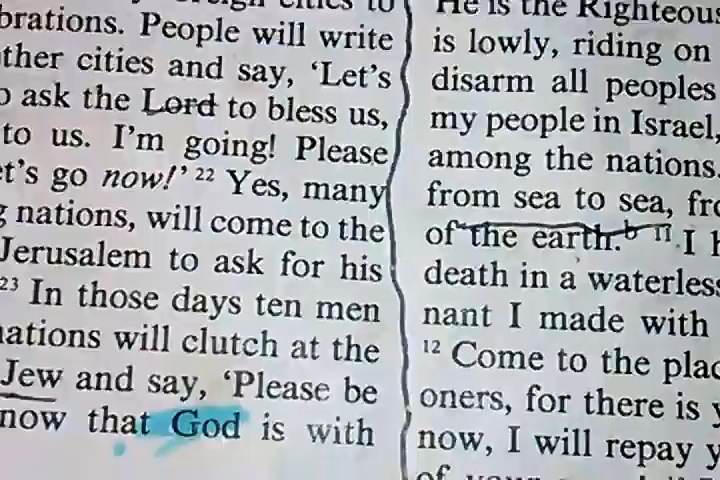 brations. People will write
other cities and say, ‘Let's
ask the Lord to bless us,
to us. I'm going! Please
go now!’ 22 Yes, many
nations, will come to the
Jerusalem to ask for his
23 In those days ten men
nations will clutch at the
Jew and say, ‘Please be
now that God is with
He is the Righteous
is lowly, riding on
disarm all peoples
my people in Israel,
among the nations.
from sea to sea,
of the earth.b 11 I
death in a waterless
nant I made with
12 Come to the
oners, for there is
now, I will repay
of